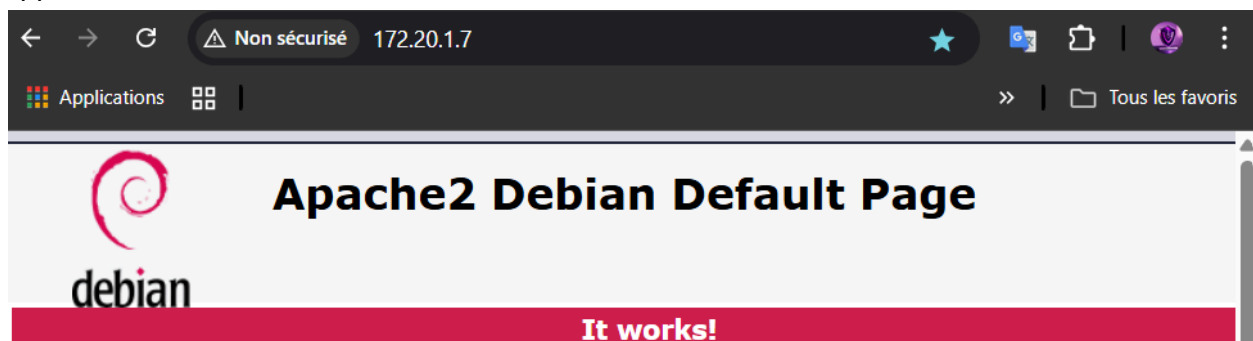 Non sécurisé 172.20.1.7
Applications
» Tous les favoris
Apache2 Debian Default Page
debian
It works!